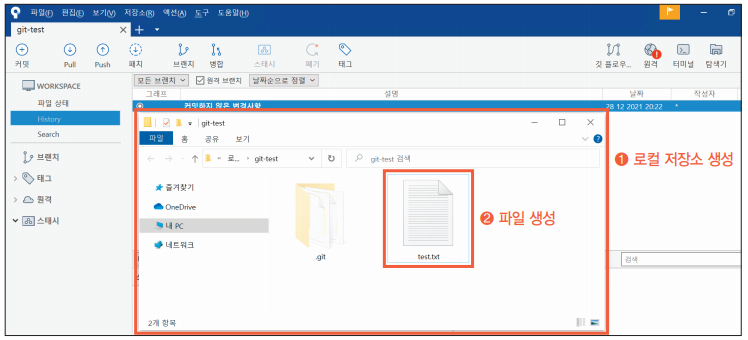 파일(F) 편집(E) 보기(V) 저장소(R) 액션(A) 도구 도움말(H)
git-test
커밋 Pull Push 패치 브랜치 병합 스태시 폐기 태그 깃 플로우... 원격 터미널 탐색기
WORKSPACE
파일 상태
History
Search
브랜치
태그
원격
스태시
모든 브랜치 원격 브랜치 날짜순으로 정렬
그래프 설명 날짜 작성자
커밋하지 않은 변경사항 28 12 2021 20:22 *
git-test
파일 홈 공유 보기
로... git-test git-test 검색
즐겨찾기
OneDrive
내 PC
네트워크
.git
test.txt
2개 항목
❶ 로컬 저장소 생성
❷ 파일 생성
검색